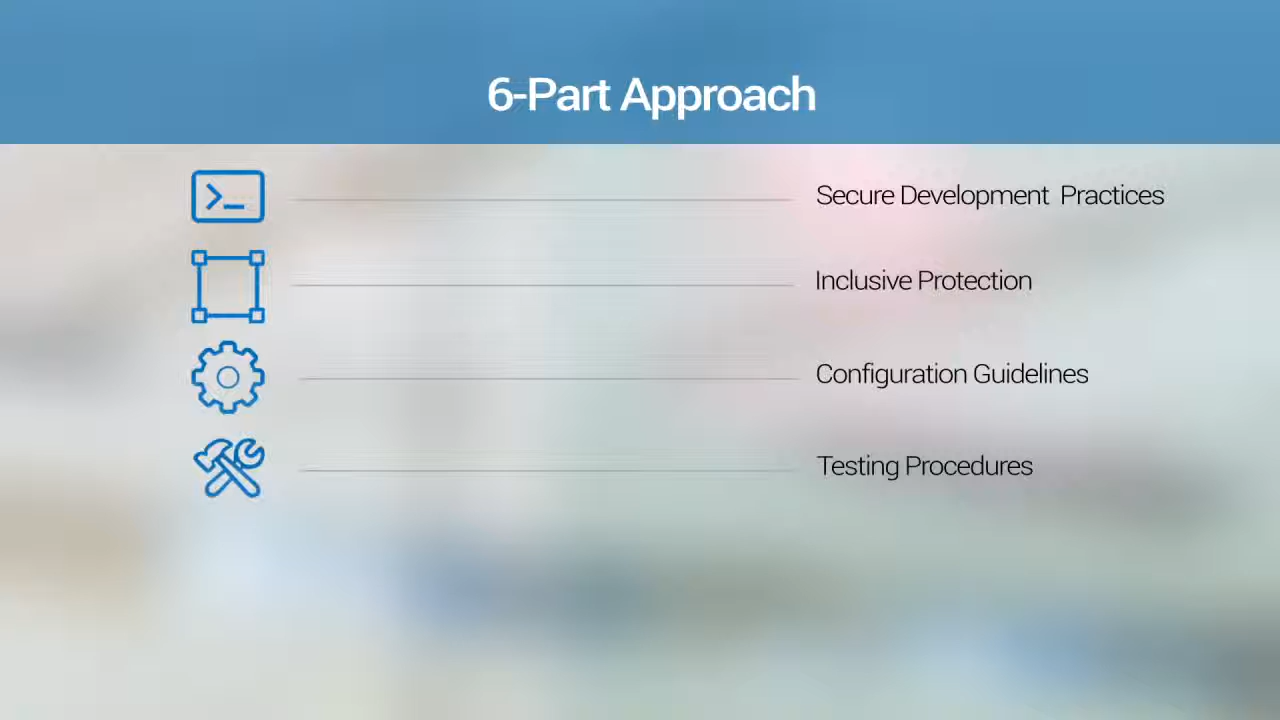 6-Part Approach
Secure Development Practices
Inclusive Protection
Configuration Guidelines
Testing Procedures